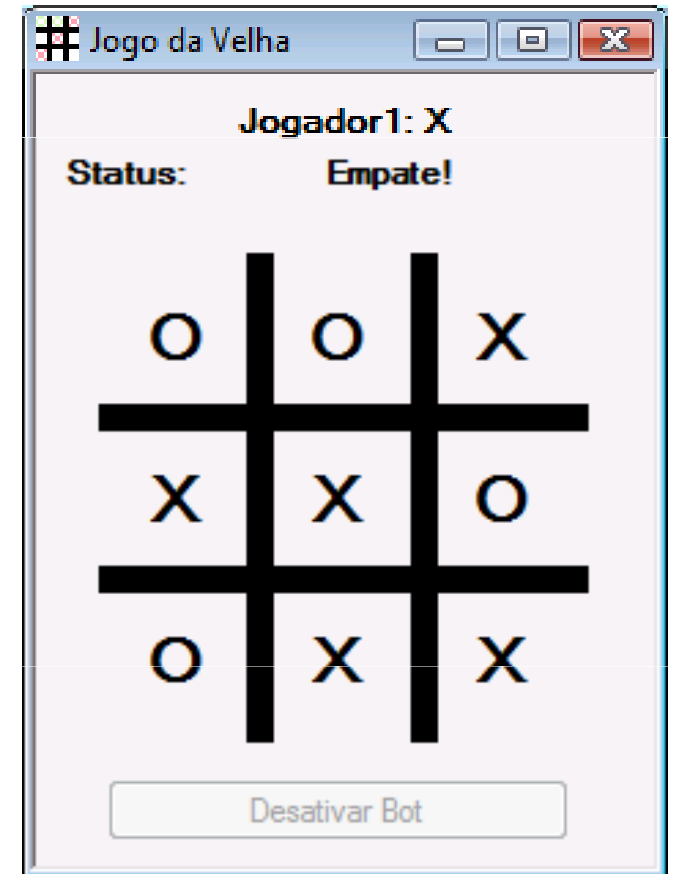 Jogo da Velha
Jogador1: X
Status: Empate!
O O X
X X O
O X X
Desativar Bot